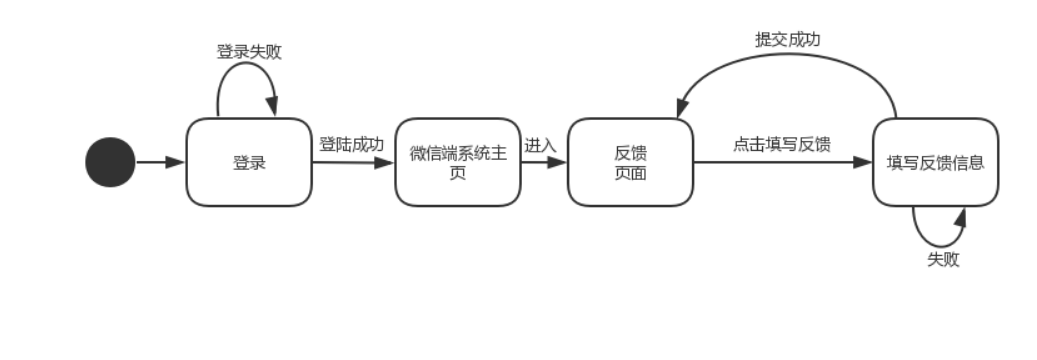 提交成功
登录失败
登陆成功
进入
点击填写反馈
登录
微信端系统主
页
反馈
页面
填写反馈信息
失败